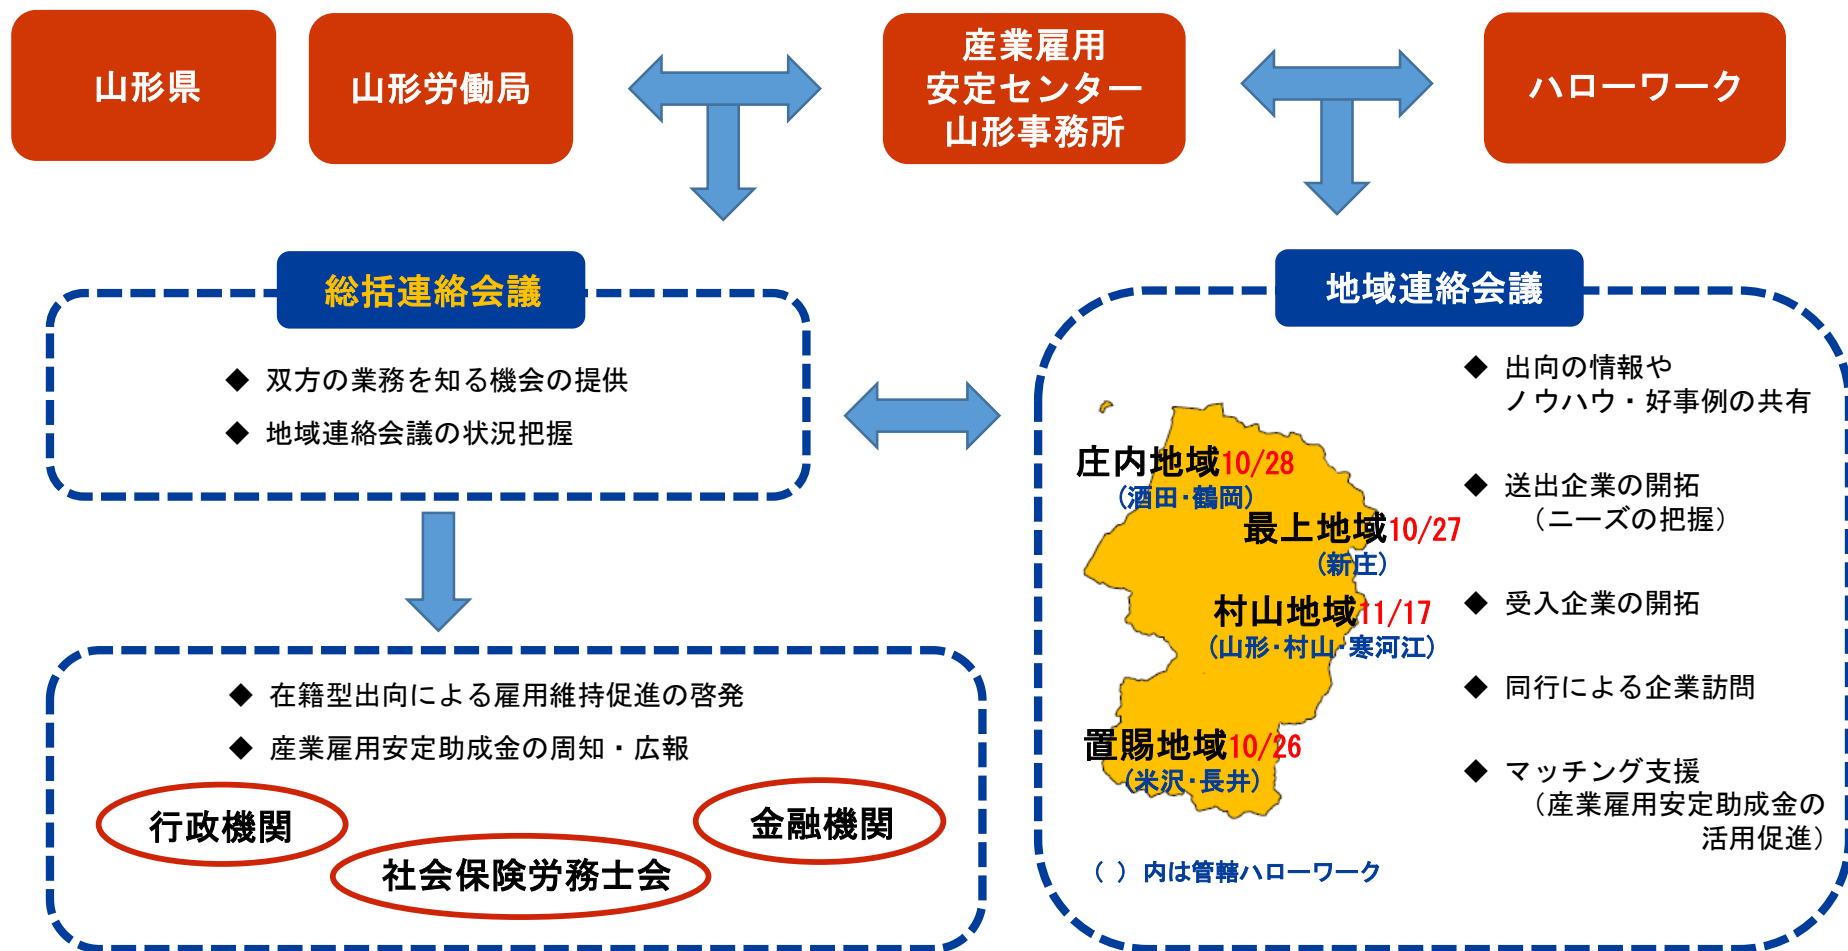 山形県
山形労働局
産業雇用
安定センター
山形事務所
ハローワーク
総括連絡会議
◆ 双方の業務を知る機会の提供
◆ 地域連絡会議の状況把握
◆ 在籍型出向による雇用維持促進の啓発
◆ 産業雇用安定助成金の周知・広報
行政機関
社会保険労務士会
金融機関
地域連絡会議
庄内地域10/28
(酒田･鶴岡)
最上地域10/27
(新庄)
村山地域11/17
(山形･村山･寒河江)
置賜地域10/26
(米沢･長井)
( ) 内は管轄ハローワーク
◆ 出向の情報や
ノウハウ・好事例の共有
◆ 送出企業の開拓
(ニーズの把握)
◆ 受入企業の開拓
◆ 同行による企業訪問
◆ マッチング支援
(産業雇用安定助成金の
活用促進)